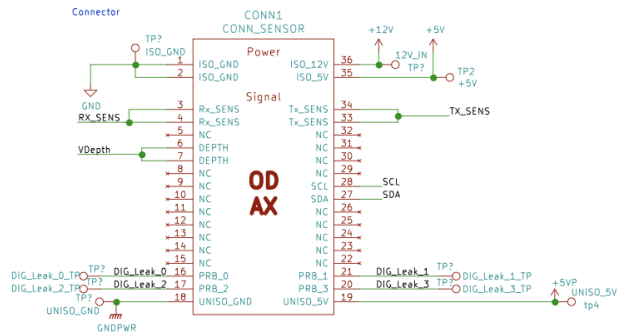 Connector
CONN1
CONN_SENSOR
TP?
ISO_GND
+12V
+5V
Power
12V_IN
TP?
TP2
+5V
1 ISO_GND ISO_12V 36
2 ISO_GND ISO_5V 35
GND
Signal
RX_SENS
TX_SENS
3 Rx_SENS Tx_SENS 34
4 Rx_SENS Tx_SENS 33
5 NC NC 32
VDepth
6 DEPTH NC 31
7 DEPTH NC 30
8 NC NC 29
9 NC SCL 28 SCL
10 NC SDA 27 SDA
11 NC NC 26
12 NC NC 25
13 NC NC 24
14 NC NC 23
15 NC NC 22
OD
AX
DIG_Leak_0_TP TP? DIG_Leak_0 16 PRB_0 PRB_1 21 DIG_Leak_1 TP? DIG_Leak_1_TP
DIG_Leak_2_TP TP? DIG_Leak_2 17 PRB_2 PRB_3 20 DIG_Leak_3 TP? DIG_Leak_3_TP
UNISO_GND TP? 18 UNISO_GND UNISO_5V 19 +5VP UNISO_5V
tp4
GNDPWR